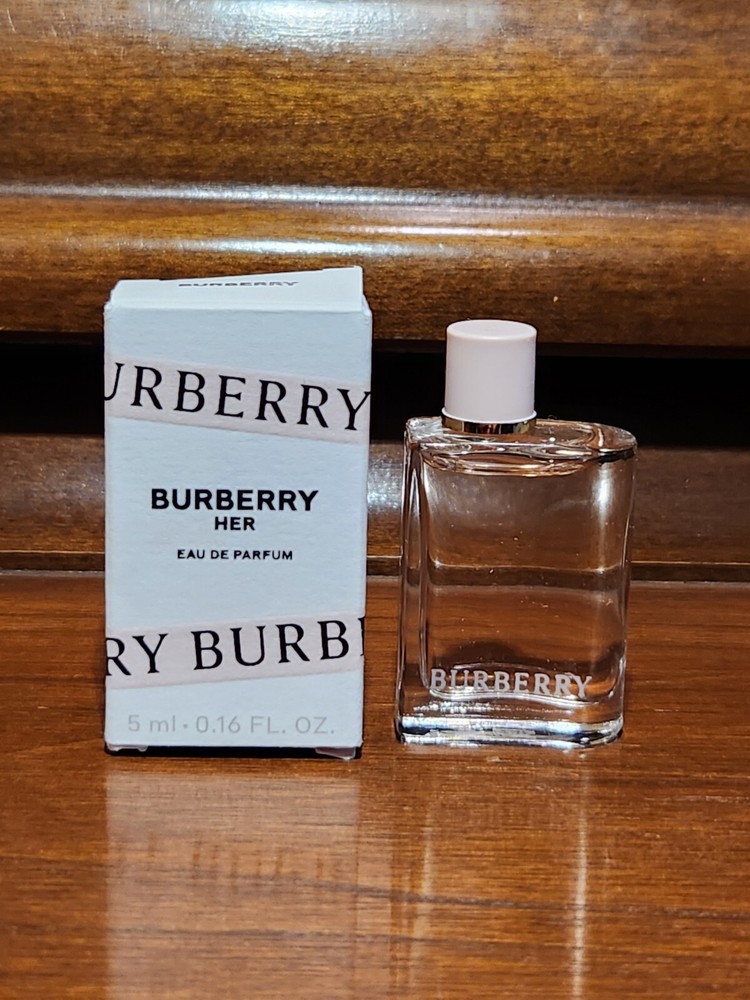 BURBERRY
URBERRY
BURBERRY
HER
EAU DE PARFUM
RY BURB
5 ml • 0.16 FL. OZ.
BURBERRY